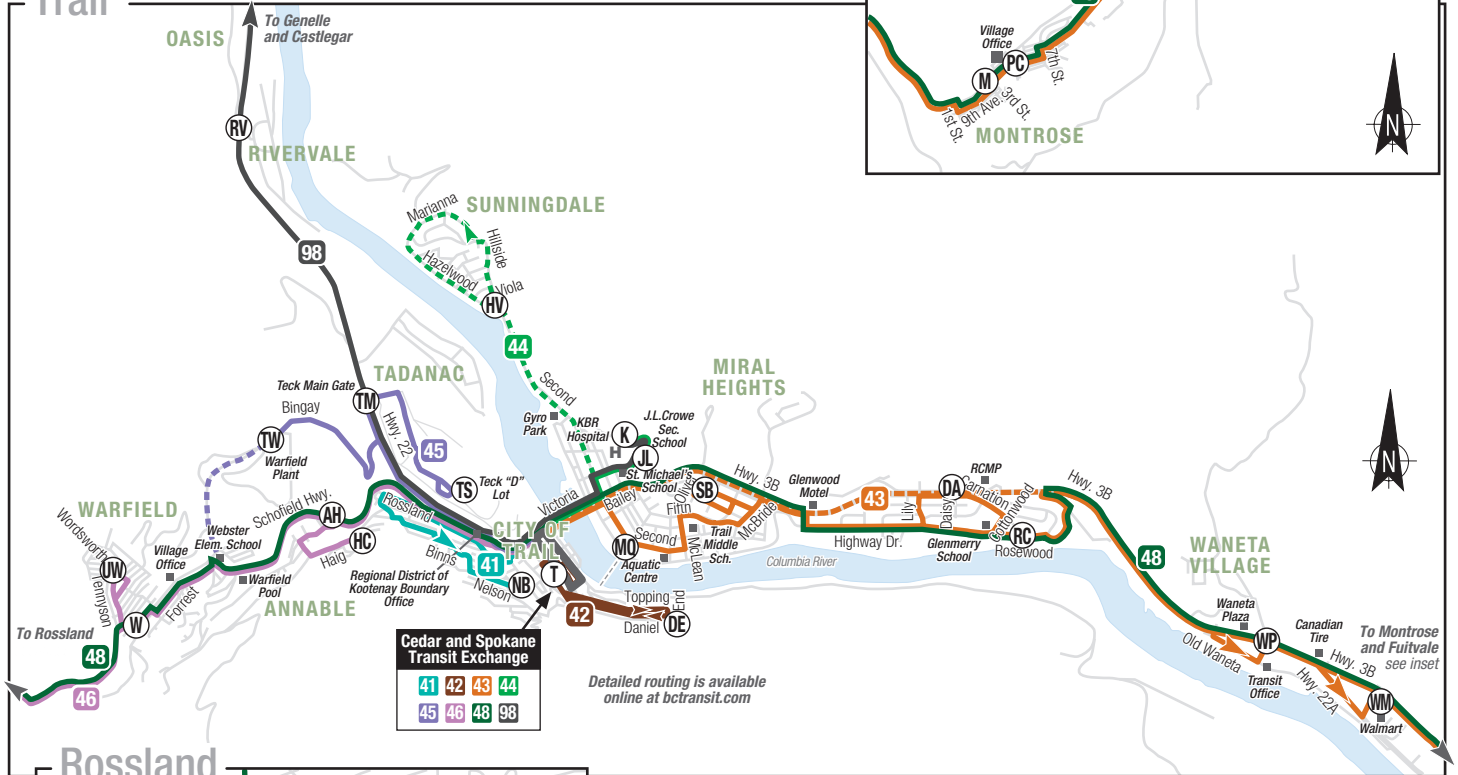 Trail
To Genelle
and Castlegar
OASIS
RV
RIVERVALE
98
Village
Office
PC
M
7th St.
3rd St.
9th Ave.
1st St.
MONTROSE
N
Marianna
SUNNINGDALE
Hillside
Hazelwood
Viola
HV
44
Second
TADANAC
Teck Main Gate
TM
Bingay
Hwy. 22
TW
Warfield
Plant
45
TS
Teck "D"
Lot
Gyro
Park
KBR
Hospital
H
K
J.L.Crowe
Sec.
School
JL
St. Michael's
School
MIRAL
HEIGHTS
Hwy. 3B
Victoria
Bailey
Oliver
SB
Fifth
McBride
Second
MQ
Aquatic
Centre
McLean
Trail
Middle
Sch.
Glenwood
Motel
43
RCMP
DA
Carnation
Lily
Daisy
Cottonwood
RC
Rosewood
Glenmerry
School
Highway Dr.
Columbia River
Hwy. 3B
48
N
WANETA
VILLAGE
WARFIELD
Wordsworth
UW
Tennyson
Village
Office
Webster
Elem. School
Schofield Hwy.
AH
HC
Haig
Warfield
Pool
Forrest
W
ANNABLE
Rossland
Binns
41
Nelson
NB
Regional District of
Kootenay Boundary
Office
CITY OF
TRAIL
T
42
Topping
Daniel
End
DE
To Rossland
48
46
Cedar and Spokane
Transit Exchange
41 42 43 44
45 46 48 98
Detailed routing is available
online at bctransit.com
Waneta
Plaza
WP
Old Waneta
Transit
Office
Canadian
Tire
Hwy. 3B
Hwy. 22A
WM
Walmart
To Montrose
and Fuitvale
see inset
Rossland